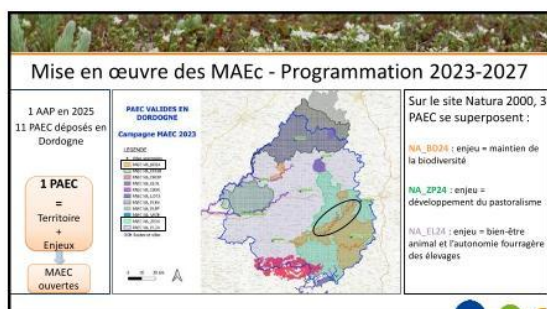 Mise en œuvre des MAEc - Programmation 2023-2027
1 AAP en 2025
11 PAEC déposés en
Dordogne
1 PAEC
=
Territoire
+
Enjeux
MAEC
ouvertes
PAEC VALIDES EN
DORDOGNE
Campagne MAEC 2023
LEGENDE
Sur le site Natura 2000, 3
PAEC se superposent :
NA_BD24 : enjeu = maintien de
la biodiversité
NA_ZP24 : enjeu =
développement du pastoralisme
NA_EL24 : enjeu = bien-être
animal et l'autonomie fourragère
des élevages